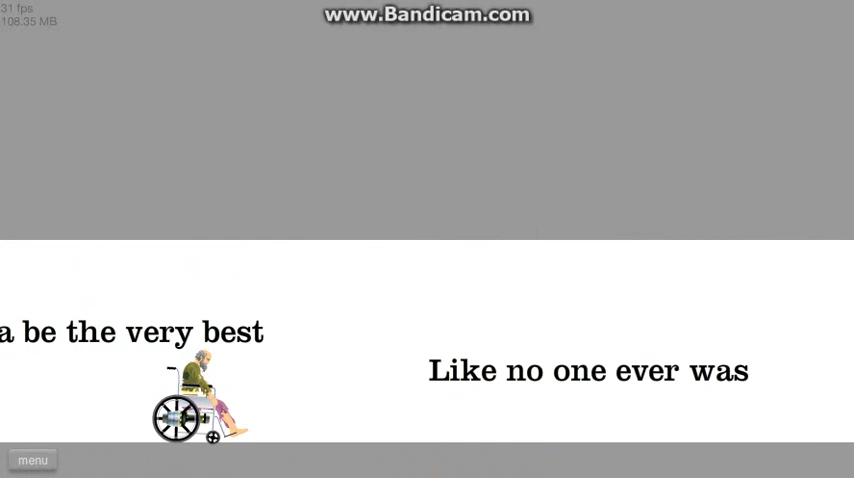 31 fps
108.35 MB
www.Bandicam.com
a be the very best
Like no one ever was
menu